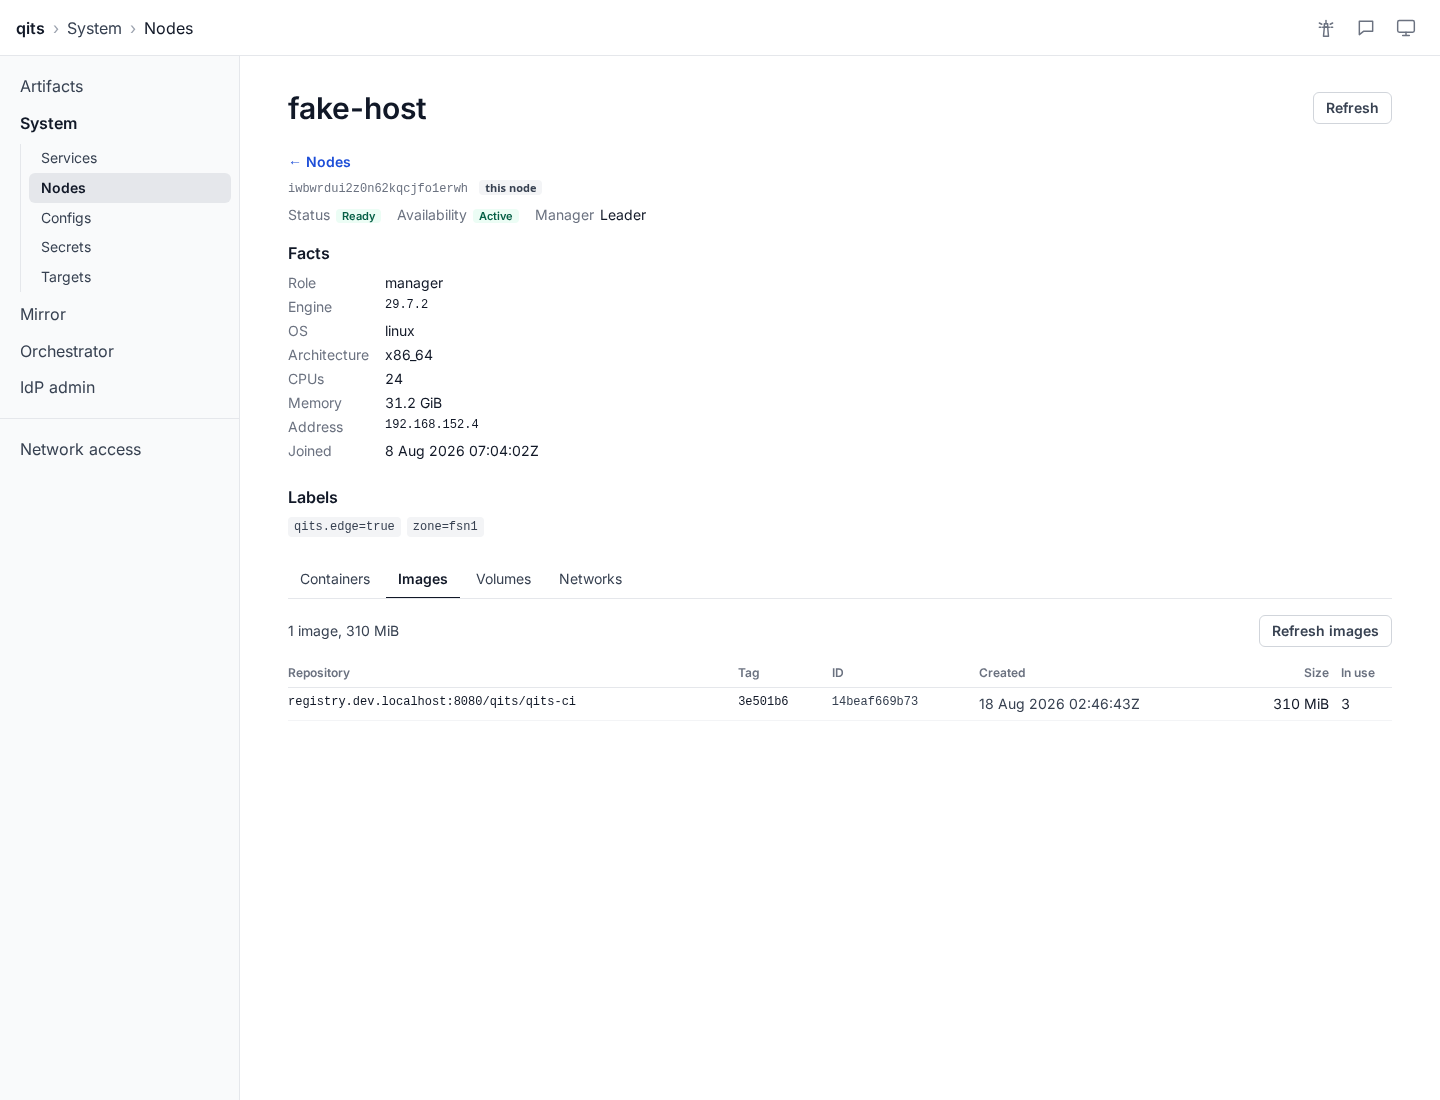 qits › System › Nodes
Artifacts
System
Services
Nodes
Configs
Secrets
Targets
Mirror
Orchestrator
IdP admin
Network access
fake-host
Refresh
← Nodes
iwbwrdui2z0n62kqcjfo1erwh this node
Status Ready Availability Active Manager Leader
Facts
Role manager
Engine 29.7.2
OS linux
Architecture x86_64
CPUs 24
Memory 31.2 GiB
Address 192.168.152.4
Joined 8 Aug 2026 07:04:02Z
Labels
qits.edge=true zone=fsn1
Containers Images Volumes Networks
1 image, 310 MiB
Refresh images
Repository Tag ID Created Size In use
registry.dev.localhost:8080/qits/qits-ci 3e501b6 14beaf669b73 18 Aug 2026 02:46:43Z 310 MiB 3